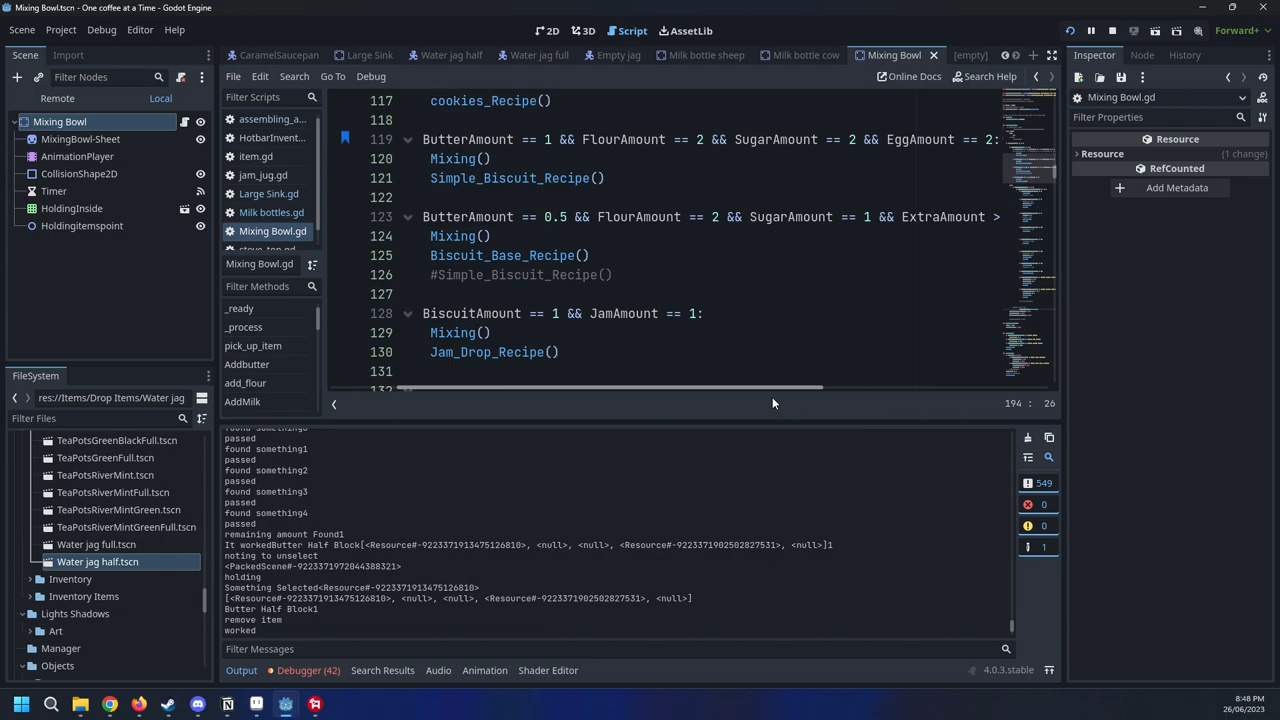 Mixing Bowl.tscn - One coffee at a Time - Godot Engine
Scene Project Debug Editor Help
2D 3D Script AssetLib
Forward+
Scene Import
Filter Nodes
Remote Local
Mixing Bowl
MixingBowl-Sheet
AnimationPlayer
CollisionShape2D
Timer
HoldingInside
Holdingitemspoint
FileSystem
res://Items/Drop Items/Water jag
Filter Files
TeaPotsGreenBlackFull.tscn
TeaPotsGreenFull.tscn
TeaPotsRiverMint.tscn
TeaPotsRiverMintFull.tscn
TeaPotsRiverMintGreen.tscn
TeaPotsRiverMintGreenFull.tscn
Water jag full.tscn
Water jag half.tscn
Inventory
Inventory Items
Lights Shadows
Art
Manager
Objects
CaramelSaucepan Large Sink Water jag half Water jag full Empty jag Milk bottle sheep Milk bottle cow Mixing Bowl [empty]
File Edit Search Go To Debug
Online Docs Search Help
Filter Scripts
hotbarInvent...
item.gd
jam_jug.gd
Large Sink.gd
Milk bottles.gd
Mixing Bowl.gd
Mixing Bowl.gd
Filter Methods
_ready
_process
pick_up_item
Addbutter
add_flour
AddMilk
117 cookies_Recipe()
118
119 ButterAmount == 1 && FlourAmount == 2 && SugarAmount == 2 && EggAmount == 2:
120 Mixing()
121 Simple_Biscuit_Recipe()
122
123 ButterAmount == 0.5 && FlourAmount == 2 && SugarAmount == 1 && ExtraAmount >
124 Mixing()
125 Biscuit_Base_Recipe()
126 #Simple_Biscuit_Recipe()
127
128 BiscuitAmount == 1 && JamAmount == 1:
129 Mixing()
130 Jam_Drop_Recipe()
131
194 : 26
passed
found something1
passed
found something2
passed
found something3
passed
found something4
passed
remaining amount Found1
It workedButter Half Block[<Resource#-9223371913475126810>, <null>, <null>, <Resource#-9223371902502827531>, <null>]1
noting to unselect
holding
Something Selected<Resource#-9223371913475126810>
[<Resource#-9223371913475126810>, <null>, <null>, <Resource#-9223371902502827531>, <null>]
Butter Half Block1
remove item
worked
Filter Messages
Output Debugger (42) Search Results Audio Animation Shader Editor
4.0.3.stable
549
0
0
1
Inspector Node History
Mixing Bowl.gd
Filter Properties
Resource
Resource (1 change)
RefCounted
Add Metadata
8:48 PM
26/06/2023